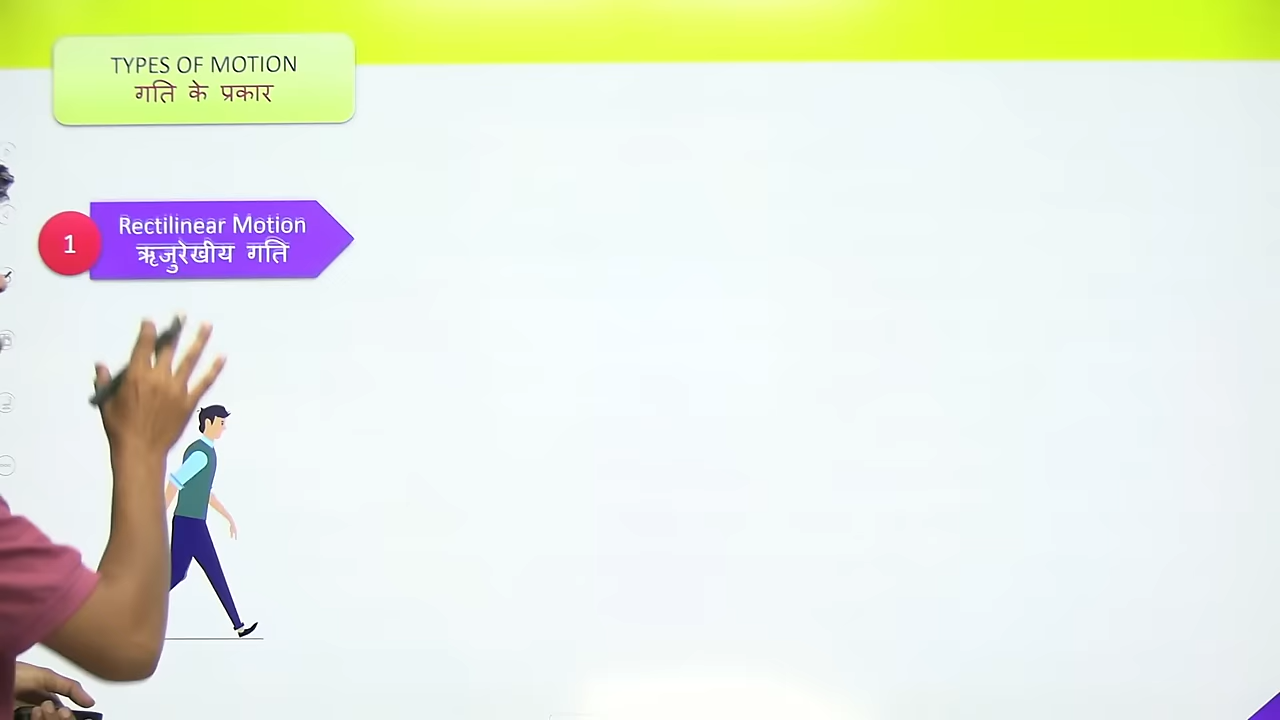 TYPES OF MOTION
गति के प्रकार
1
Rectilinear Motion
ऋजुरेखीय गति